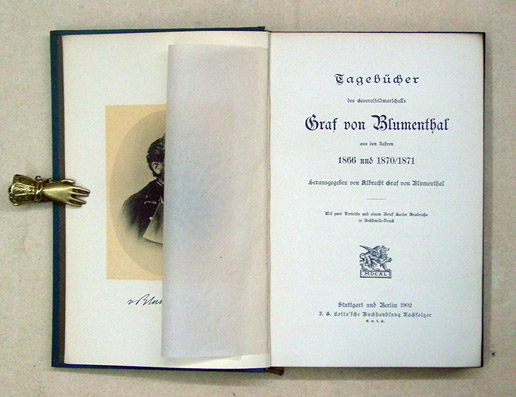 v Blum
Tagebücher
des Generalfeldmarschalls
Graf von Blumenthal
aus den Jahren
1866 und 1870/1871
Herausgegeben von Albrecht Graf von Blumenthal
Mit zwei Porträts und einem Brief Kaiser Friedrichs
in Faksimile-Druck
MDCXL
Stuttgart und Berlin 1902
J. G. Cotta'sche Buchhandlung Nachfolger
G. m. b. H.